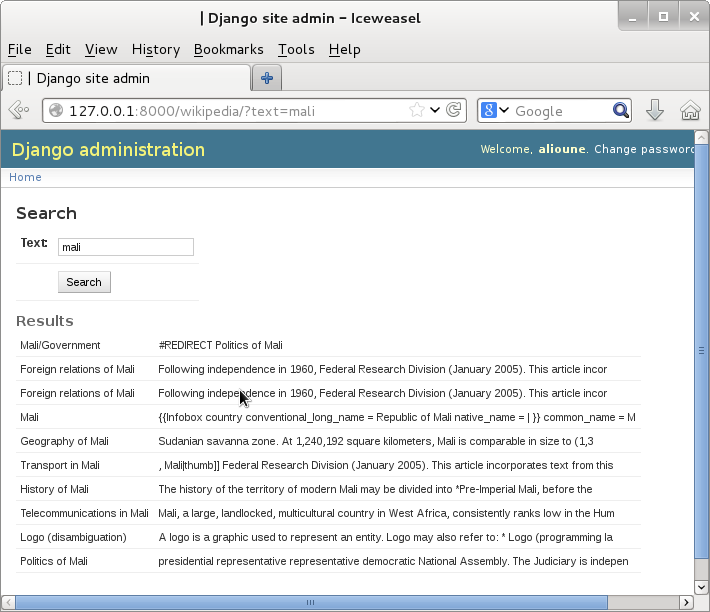 | Django site admin – Iceweasel
File Edit View History Bookmarks Tools Help
| Django site admin
127.0.0.1:8000/wikipedia/?text=mali
Google
Django administration
Welcome, alioune. Change password
Home
Search
Text:
mali
Search
Results
Mali/Government #REDIRECT Politics of Mali
Foreign relations of Mali Following independence in 1960, Federal Research Division (January 2005). This article incor
Foreign relations of Mali Following independence in 1960, Federal Research Division (January 2005). This article incor
Mali {{Infobox country conventional_long_name = Republic of Mali native_name = | }} common_name = M
Geography of Mali Sudanian savanna zone. At 1,240,192 square kilometers, Mali is comparable in size to (1,3
Transport in Mali , Mali|thumb]] Federal Research Division (January 2005). This article incorporates text from this
History of Mali The history of the territory of modern Mali may be divided into *Pre-Imperial Mali, before the
Telecommunications in Mali Mali, a large, landlocked, multicultural country in West Africa, consistently ranks low in the Hum
Logo (disambiguation) A logo is a graphic used to represent an entity. Logo may also refer to: * Logo (programming la
Politics of Mali presidential representative representative democratic National Assembly. The Judiciary is indepen